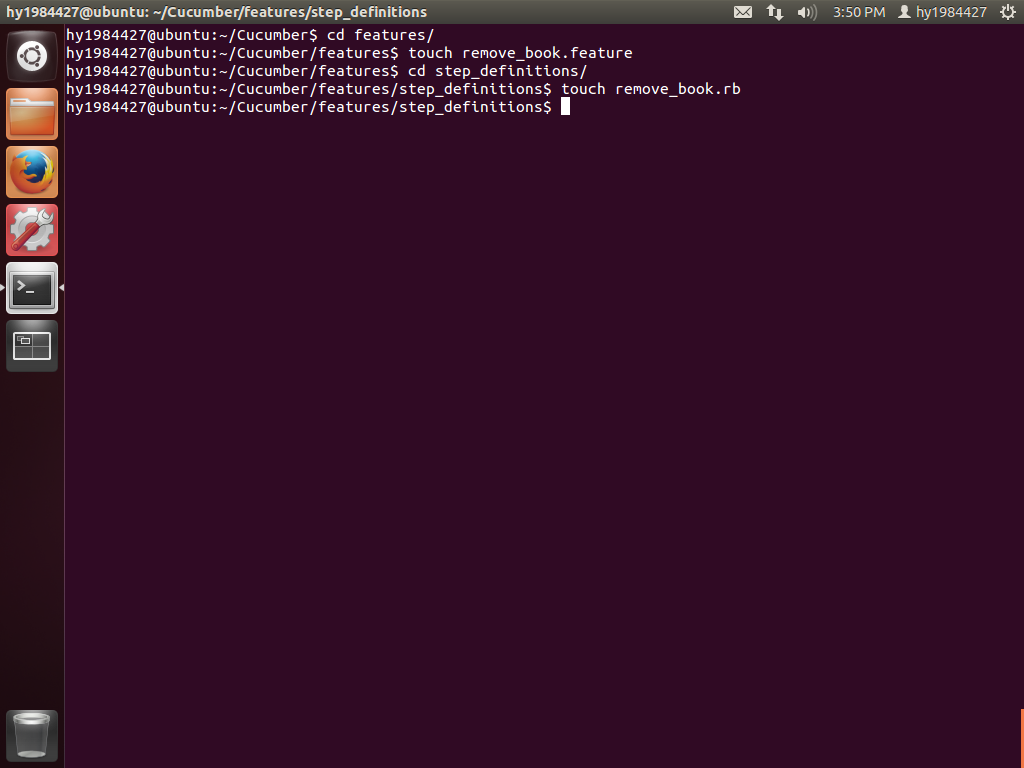 hy1984427@ubuntu: ~/Cucumber/features/step_definitions
3:50 PM
hy1984427
hy1984427@ubuntu:~/Cucumber$ cd features/
hy1984427@ubuntu:~/Cucumber/features$ touch remove_book.feature
hy1984427@ubuntu:~/Cucumber/features$ cd step_definitions/
hy1984427@ubuntu:~/Cucumber/features/step_definitions$ touch remove_book.rb
hy1984427@ubuntu:~/Cucumber/features/step_definitions$
>_